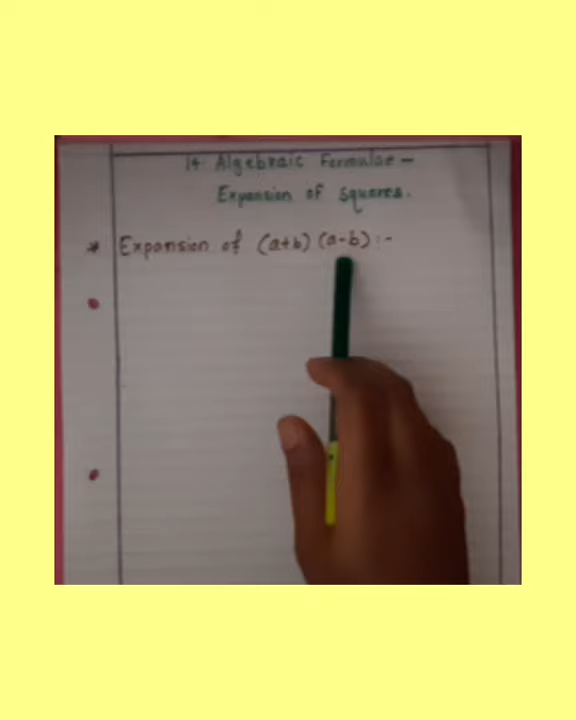 14. Algebraic Formulae -
Expansion of Squares.
* Expansion of (a+b) (a-b) :-